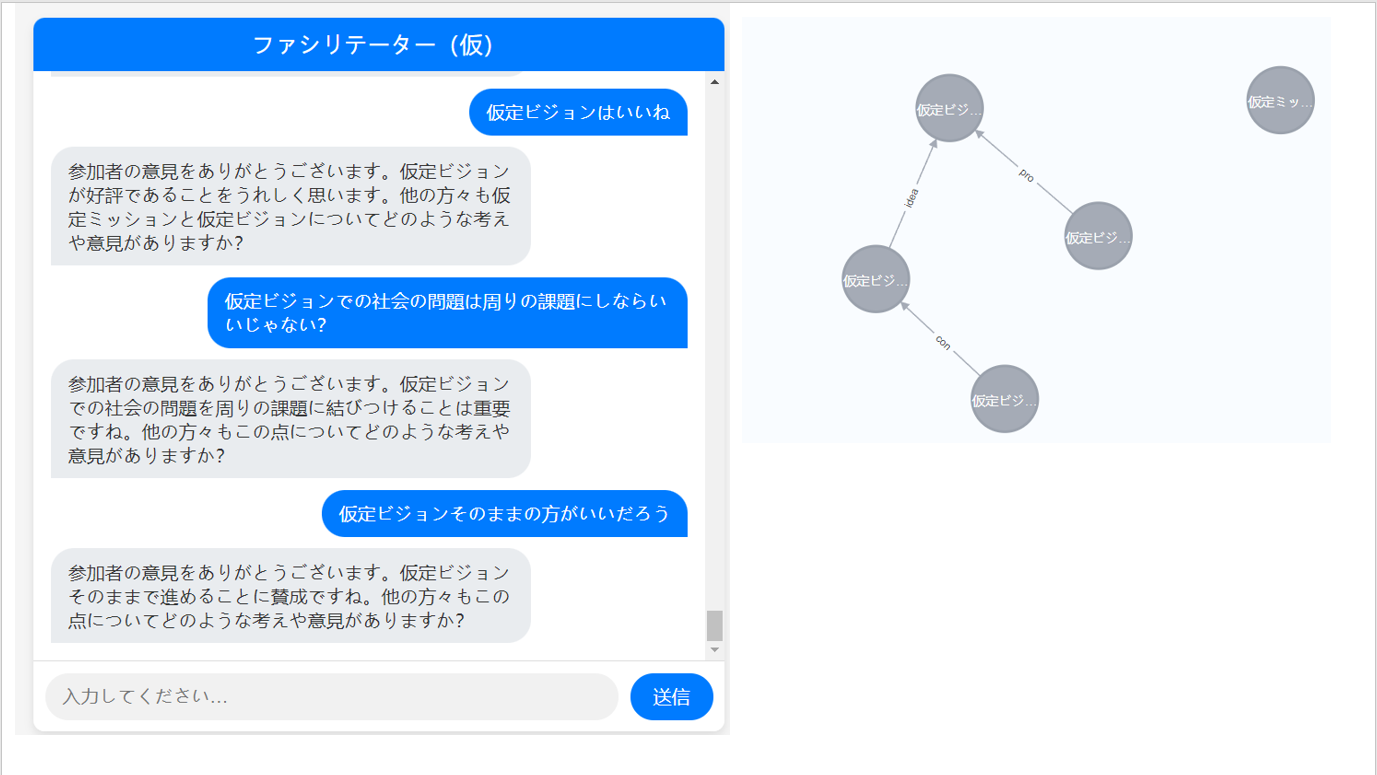 ファシリテーター（仮）
仮定ビジョンはいいね
参加者の意見をありがとうございます。仮定ビジョン
が好評であることをうれしく思います。他の方々も仮
定ミッションと仮定ビジョンについてどのような考え
や意見がありますか？
仮定ビジョンでの社会の問題は周りの課題にしならい
いじゃない？
参加者の意見をありがとうございます。仮定ビジョン
での社会の問題を周りの課題に結びつけることは重要
ですね。他の方々もこの点についてどのような考えや
意見がありますか？
仮定ビジョンそのままの方がいいだろう
参加者の意見をありがとうございます。仮定ビジョン
そのままで進めることに賛成ですね。他の方々もこの
点についてどのような考えや意見がありますか？
入力してください...
送信
仮定ビジ...
仮定ミッ...
pro
idea
仮定ビジ...
仮定ビジ...
con
仮定ビジ...